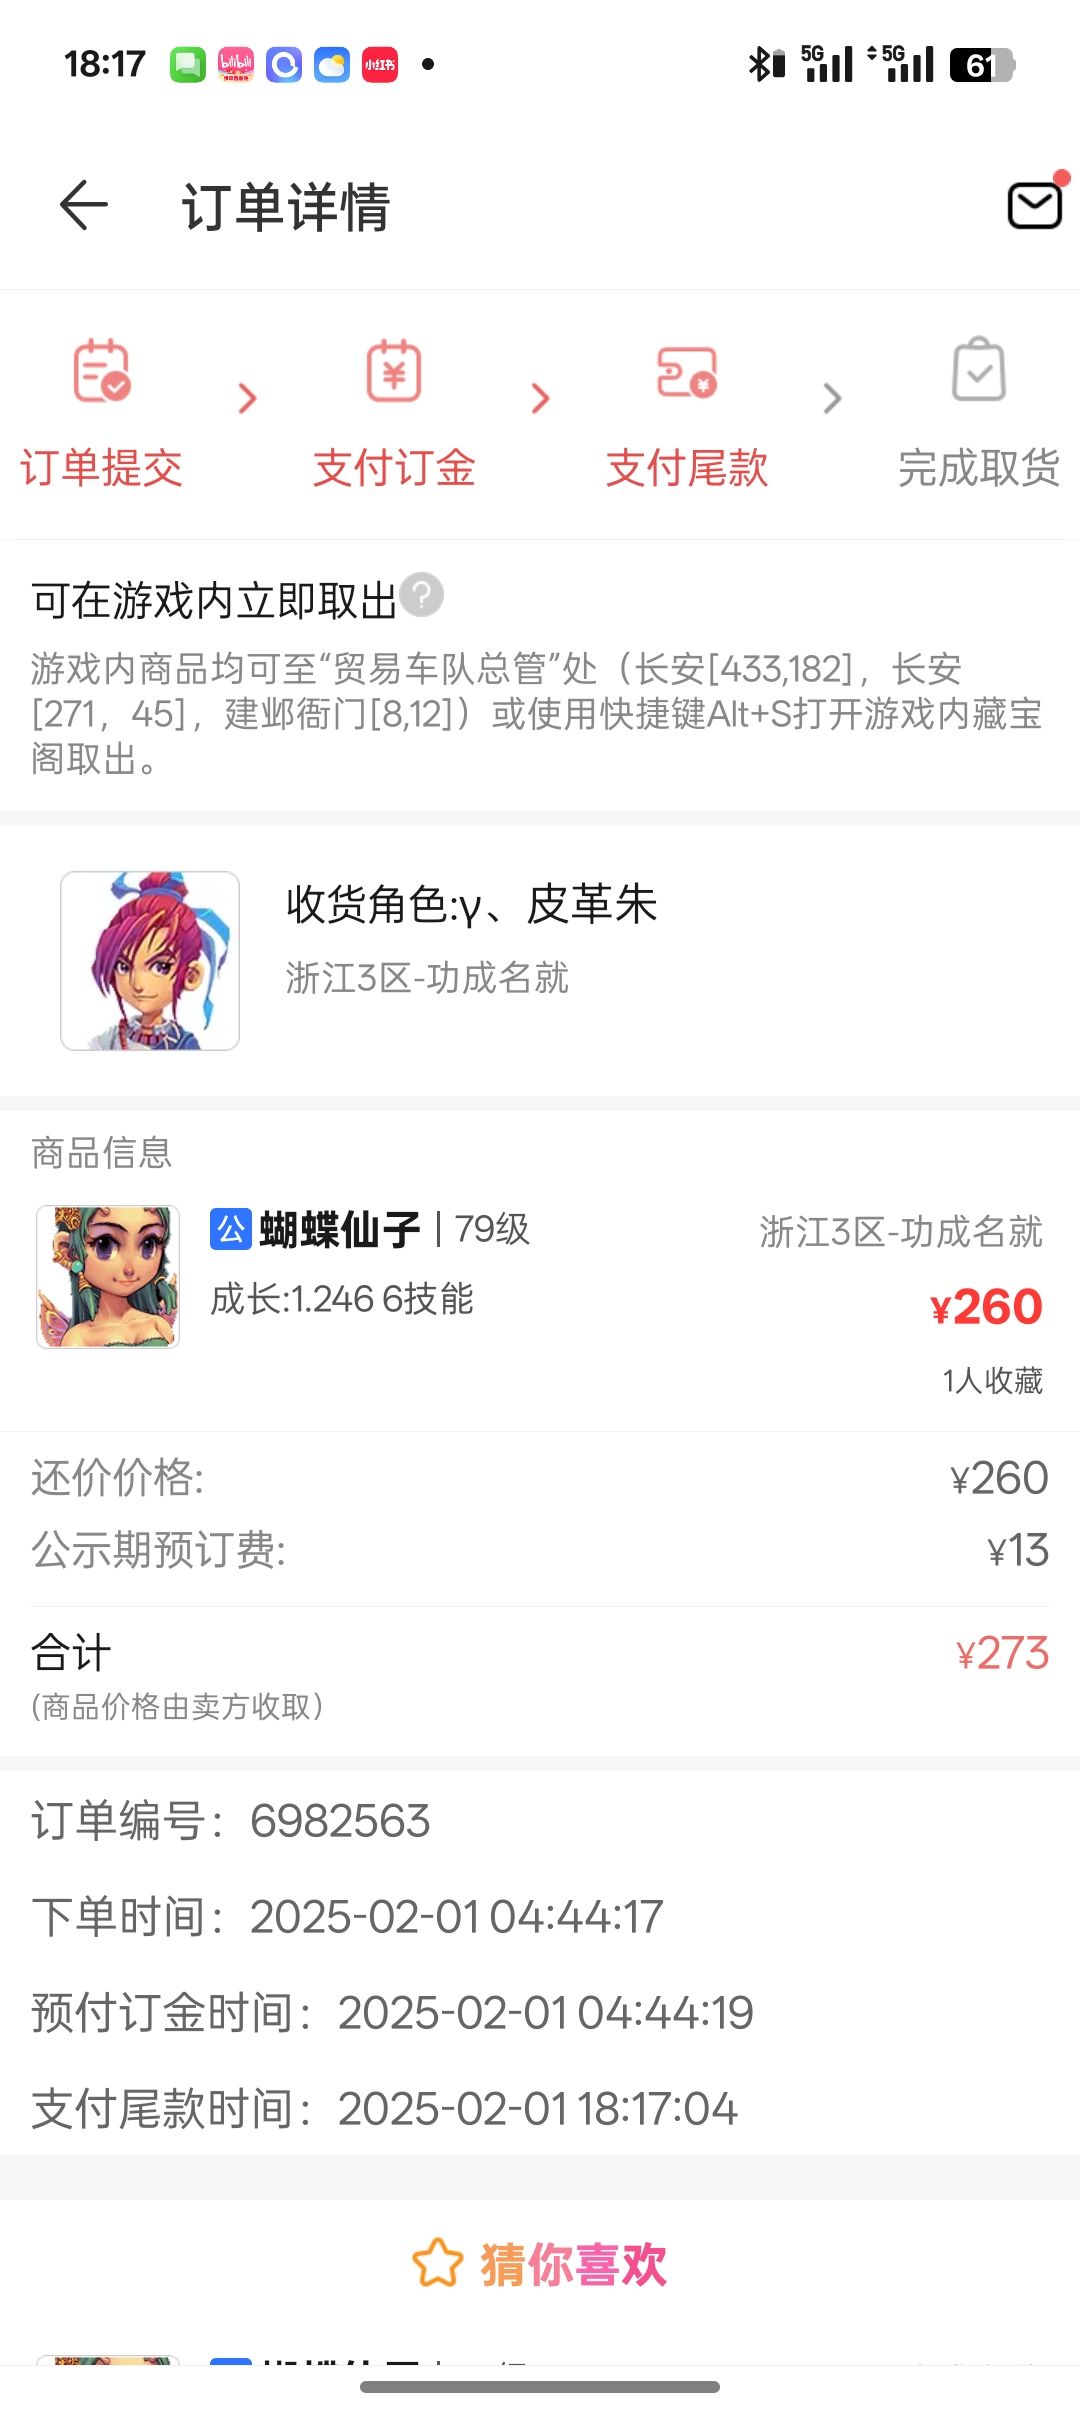 18:17
bilibili
小红书
5G
5G
61
订单详情
订单提交
支付订金
支付尾款
完成取货
可在游戏内立即取出?
游戏内商品均可至“贸易车队总管”处（长安[433,182]，长安
[271，45]，建邺衙门[8,12]）或使用快捷键Alt+S打开游戏内藏宝
阁取出。
收货角色:γ、皮革朱
浙江3区-功成名就
商品信息
公 蝴蝶仙子 | 79级
浙江3区-功成名就
成长:1.246 6技能
¥260
1人收藏
还价价格:
¥260
公示期预订费:
¥13
合计
¥273
(商品价格由卖方收取)
订单编号：6982563
下单时间：2025-02-01 04:44:17
预付订金时间：2025-02-01 04:44:19
支付尾款时间：2025-02-01 18:17:04
猜你喜欢